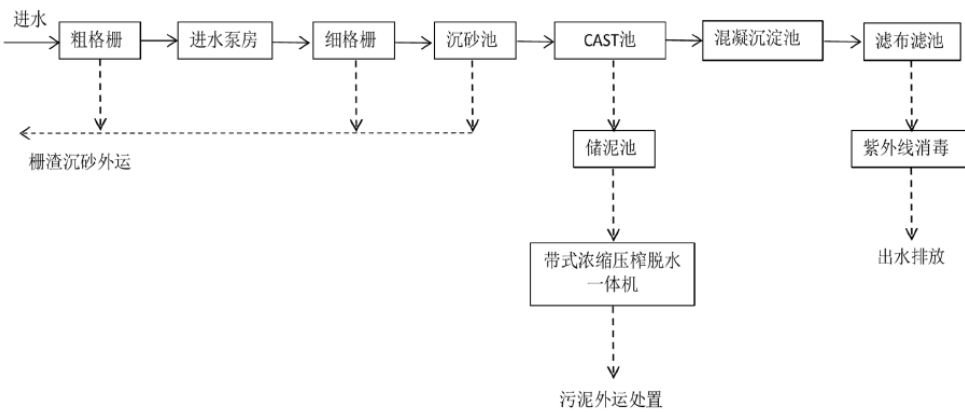 进水
粗格栅
进水泵房
细格栅
沉砂池
CAST池
混凝沉淀池
滤布滤池
栅渣沉砂外运
储泥池
紫外线消毒
带式浓缩压榨脱水
一体机
出水排放
污泥外运处置